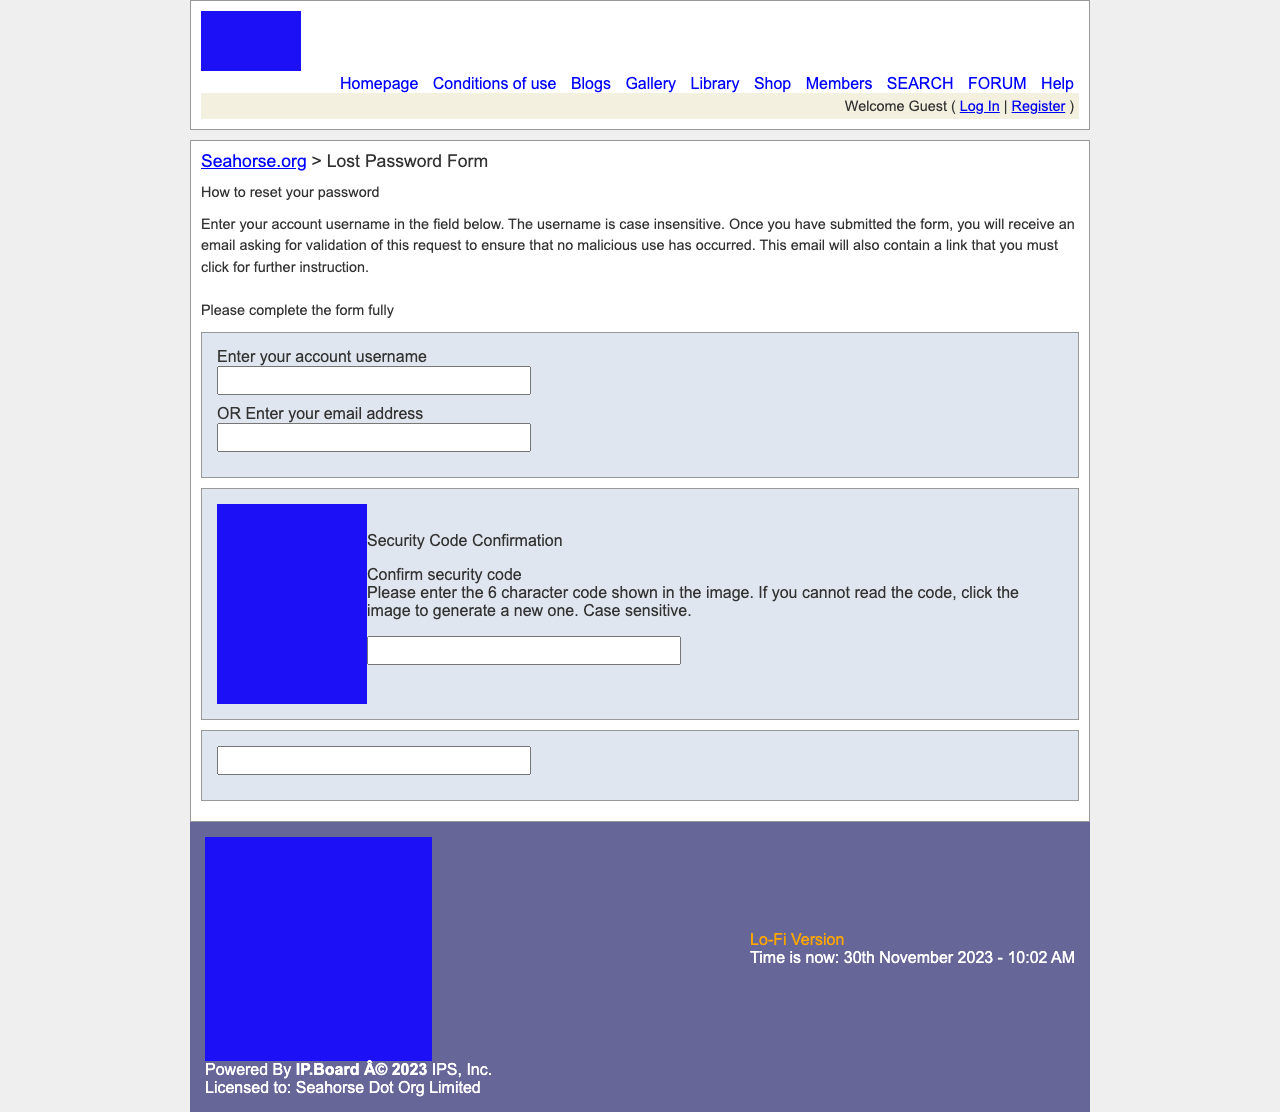 Homepage Conditions of use Blogs Gallery Library Shop Members SEARCH FORUM Help
Welcome Guest ( Log In | Register )
Seahorse.org > Lost Password Form
How to reset your password
Enter your account username in the field below. The username is case insensitive. Once you have submitted the form, you will receive an
email asking for validation of this request to ensure that no malicious use has occurred. This email will also contain a link that you must
click for further instruction.
Please complete the form fully
Enter your account username
OR Enter your email address
Security Code Confirmation
Confirm security code
Please enter the 6 character code shown in the image. If you cannot read the code, click the
image to generate a new one. Case sensitive.
Lo-Fi Version
Time is now: 30th November 2023 - 10:02 AM
Powered By IP.Board Â© 2023 IPS, Inc.
Licensed to: Seahorse Dot Org Limited